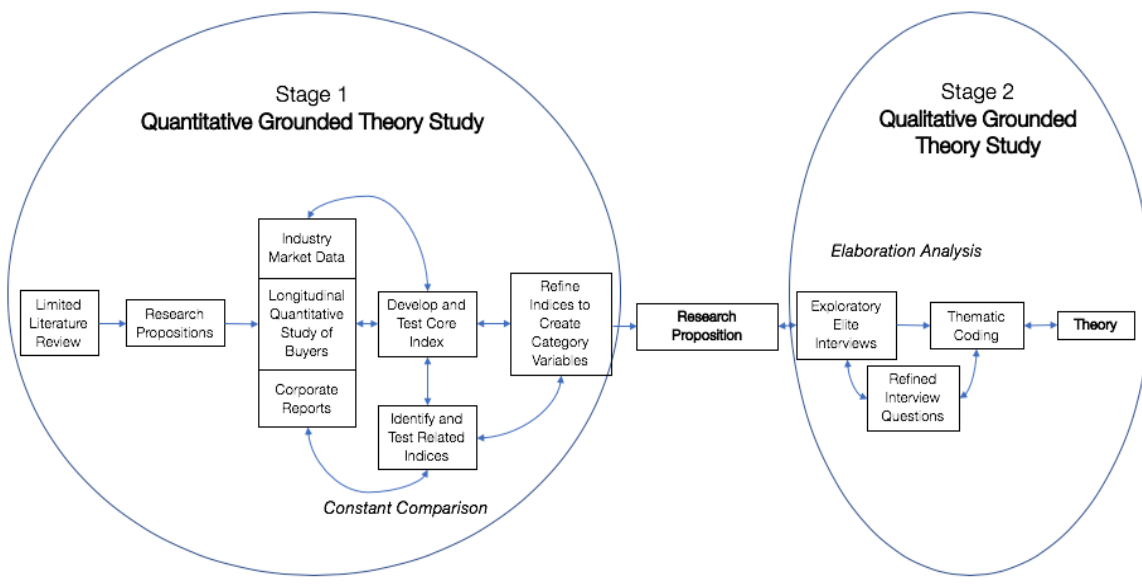 Stage 1
Quantitative Grounded Theory Study
Stage 2
Qualitative Grounded
Theory Study
Limited
Literature
Review
Research
Propositions
Industry
Market Data
Longitudinal
Quantitative
Study of
Buyers
Corporate
Reports
Develop and
Test Core
Index
Identify and
Test Related
Indices
Constant Comparison
Refine
Indices to
Create
Category
Variables
Research
Proposition
Elaboration Analysis
Exploratory
Elite
Interviews
Thematic
Coding
Refined
Interview
Questions
Theory